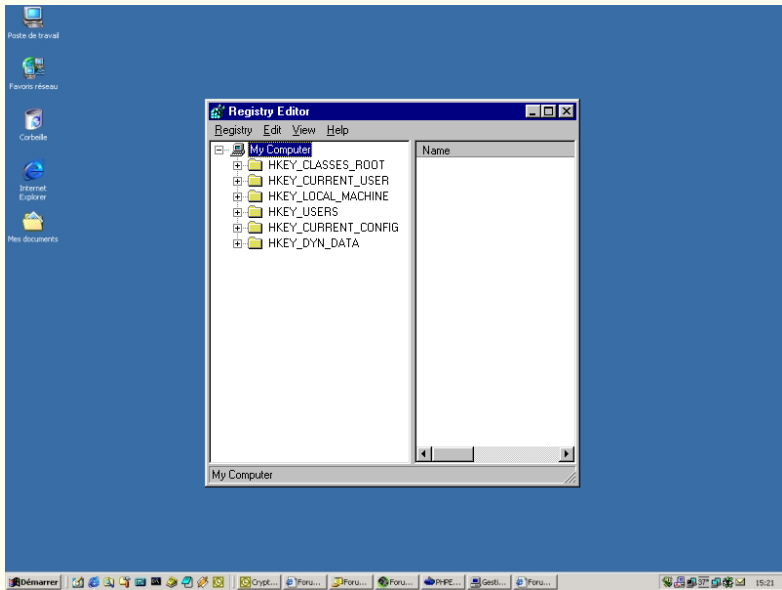 Poste de travail
Favoris réseau
Corbeille
Internet
Explorer
Mes documents
Registry Editor
Registry Edit View Help
My Computer
HKEY_CLASSES_ROOT
HKEY_CURRENT_USER
HKEY_LOCAL_MACHINE
HKEY_USERS
HKEY_CURRENT_CONFIG
HKEY_DYN_DATA
Name
My Computer
Démarrer Crypt... Foru... Foru... Foru... PHPE... Gesti... Foru... 37° 15:21